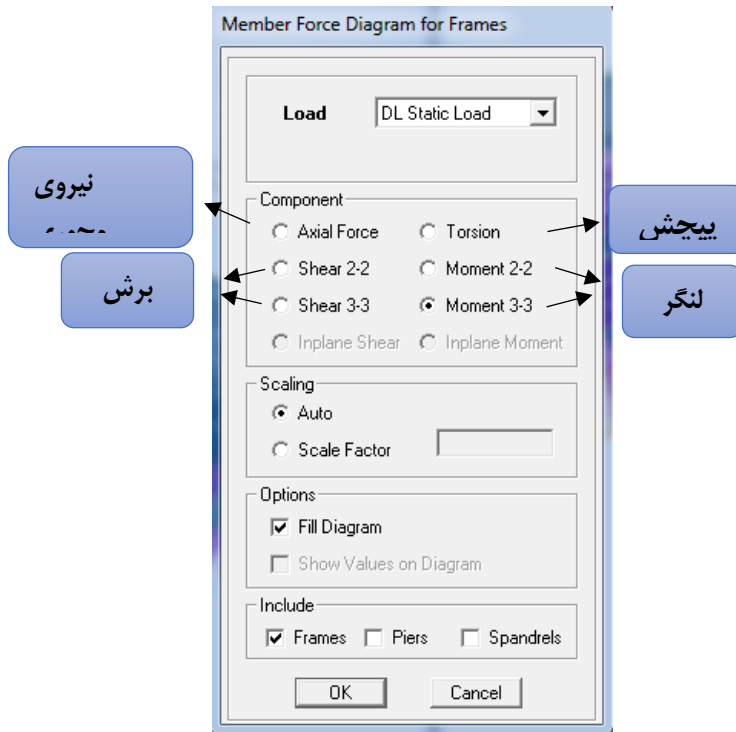 Member Force Diagram for Frames
Load DL Static Load
نیروی
Component
Axial Force Torsion
پیچش
Shear 2-2 Moment 2-2
برش
لنگر
Shear 3-3 Moment 3-3
Inplane Shear Inplane Moment
Scaling
Auto
Scale Factor
Options
Fill Diagram
Show Values on Diagram
Include
Frames Piers Spandrels
OK Cancel